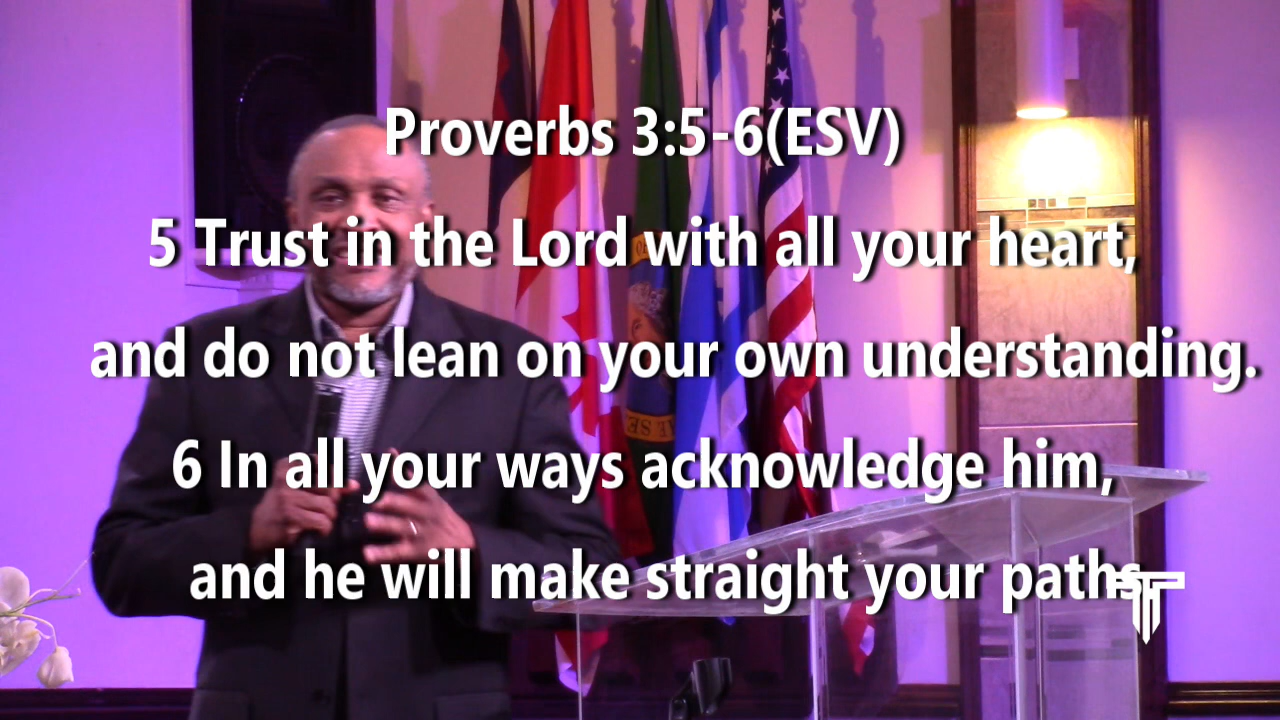 Proverbs 3:5-6(ESV)
5 Trust in the Lord with all your heart,
and do not lean on your own understanding.
6 In all your ways acknowledge him,
and he will make straight your paths